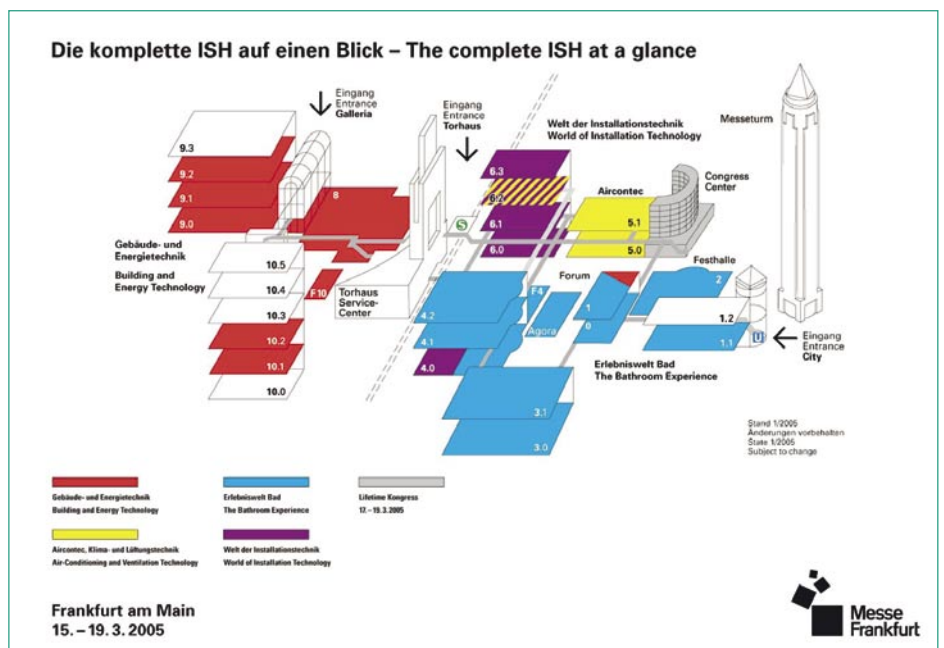 Die komplette ISH auf einen Blick – The complete ISH at a glance
Eingang
Entrance
Galleria
Eingang
Entrance
Torhaus
Welt der Installationstechnik
World of Installation Technology
Messeturm
9.3
9.2
9.1
9.0
8
6.3
6.2
6.1
6.0
S
Aircontec
5.1
5.0
Congress
Center
Gebäude- und
Energietechnik
Building and
Energy Technology
10.5
10.4
10.3
10.2
10.1
10.0
F10
Torhaus
Service-
Center
4.2
4.1
4.0
F4
Agora
Forum
1
0
Festhalle
2
1.2
1.1
U
Eingang
Entrance
City
Erlebniswelt Bad
The Bathroom Experience
3.1
3.0
Stand 1/2005
Änderungen vorbehalten
State 1/2005
Subject to change
Gebäude- und Energietechnik
Building and Energy Technology
Erlebniswelt Bad
The Bathroom Experience
Lifetime Kongress
17. – 19. 3. 2005
Aircontec, Klima- und Lüftungstechnik
Air-Conditioning and Ventilation Technology
Welt der Installationstechnik
World of Installation Technology
Frankfurt am Main
15. – 19. 3. 2005
Messe
Frankfurt